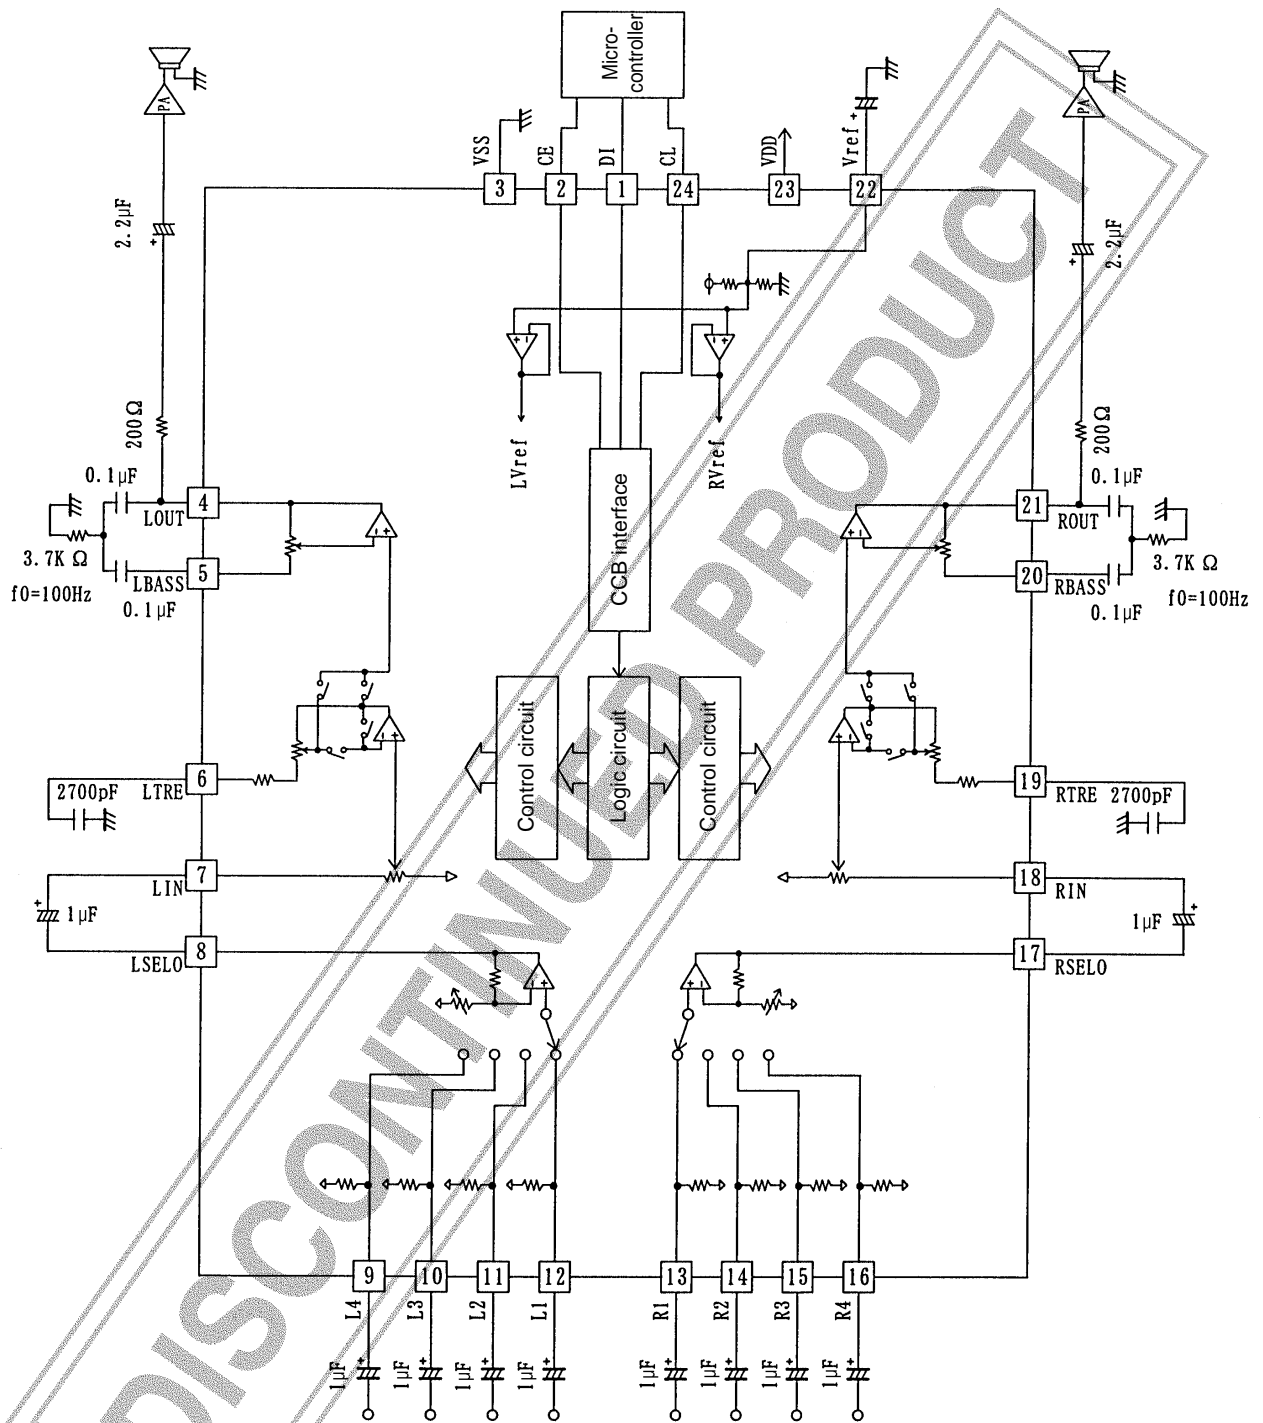 Micro-
controller
PA
PA
VSS
CE
DI
CL
VDD
Vref
+
3
2
1
24
23
22
2.2µF
+
2.2µF
+
200Ω
200Ω
LVref
RVref
0.1µF
4
LOUT
3.7K Ω
f0=100Hz
5
LBASS
0.1µF
21
ROUT
0.1µF
20
RBASS
0.1µF
3.7K Ω
f0=100Hz
CCB interface
Control circuit
Logic circuit
Control circuit
6
LTRE
2700pF
19
RTRE
2700pF
7
LIN
+
1µF
8
LSELO
18
RIN
1µF
+
17
RSELO
9
10
11
12
13
14
15
16
L4
L3
L2
L1
R1
R2
R3
R4
1µF
+
1µF
+
1µF
+
1µF
+
1µF
+
1µF
+
1µF
+
1µF
+
DISCONTINUED PRODUCT